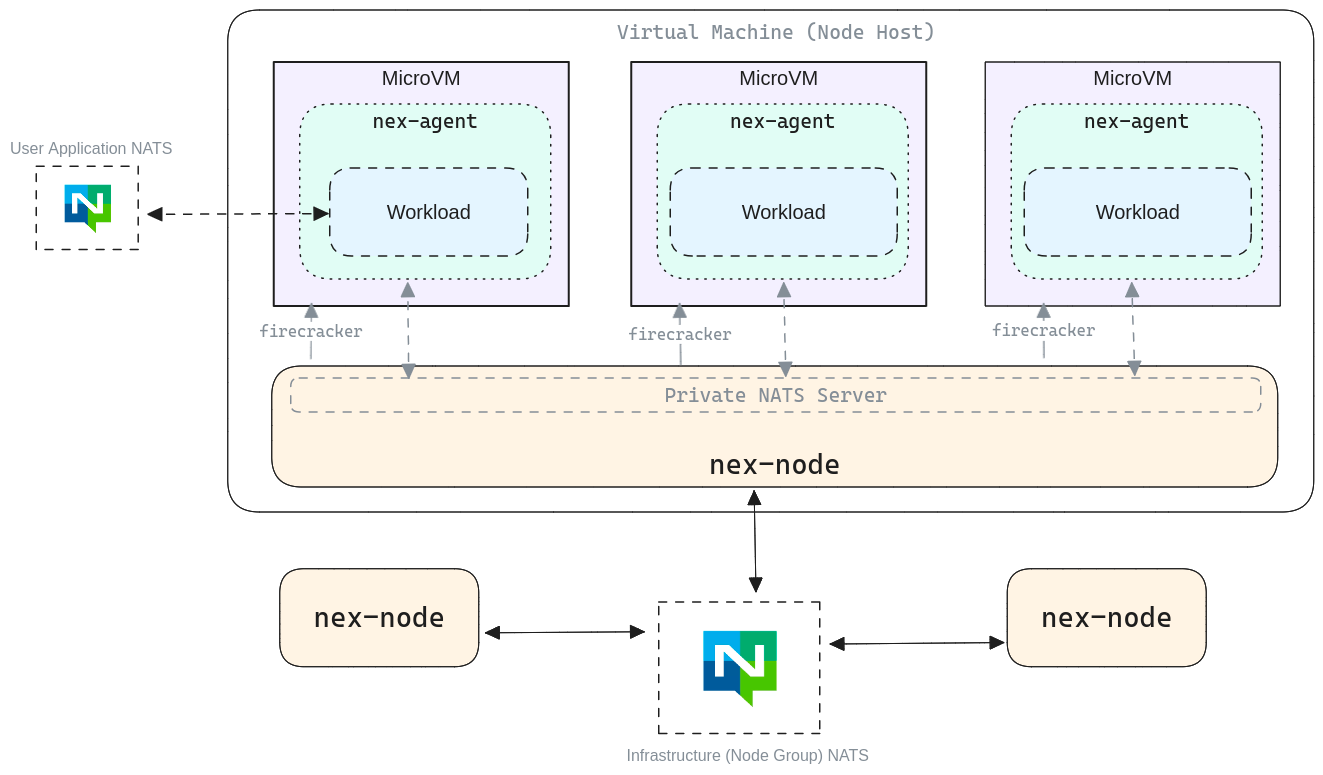 Virtual Machine (Node Host)
MicroVM
MicroVM
MicroVM
nex-agent
nex-agent
nex-agent
User Application NATS
N
Workload
Workload
Workload
firecracker
firecracker
firecracker
Private NATS Server
nex-node
nex-node
nex-node
N
Infrastructure (Node Group) NATS